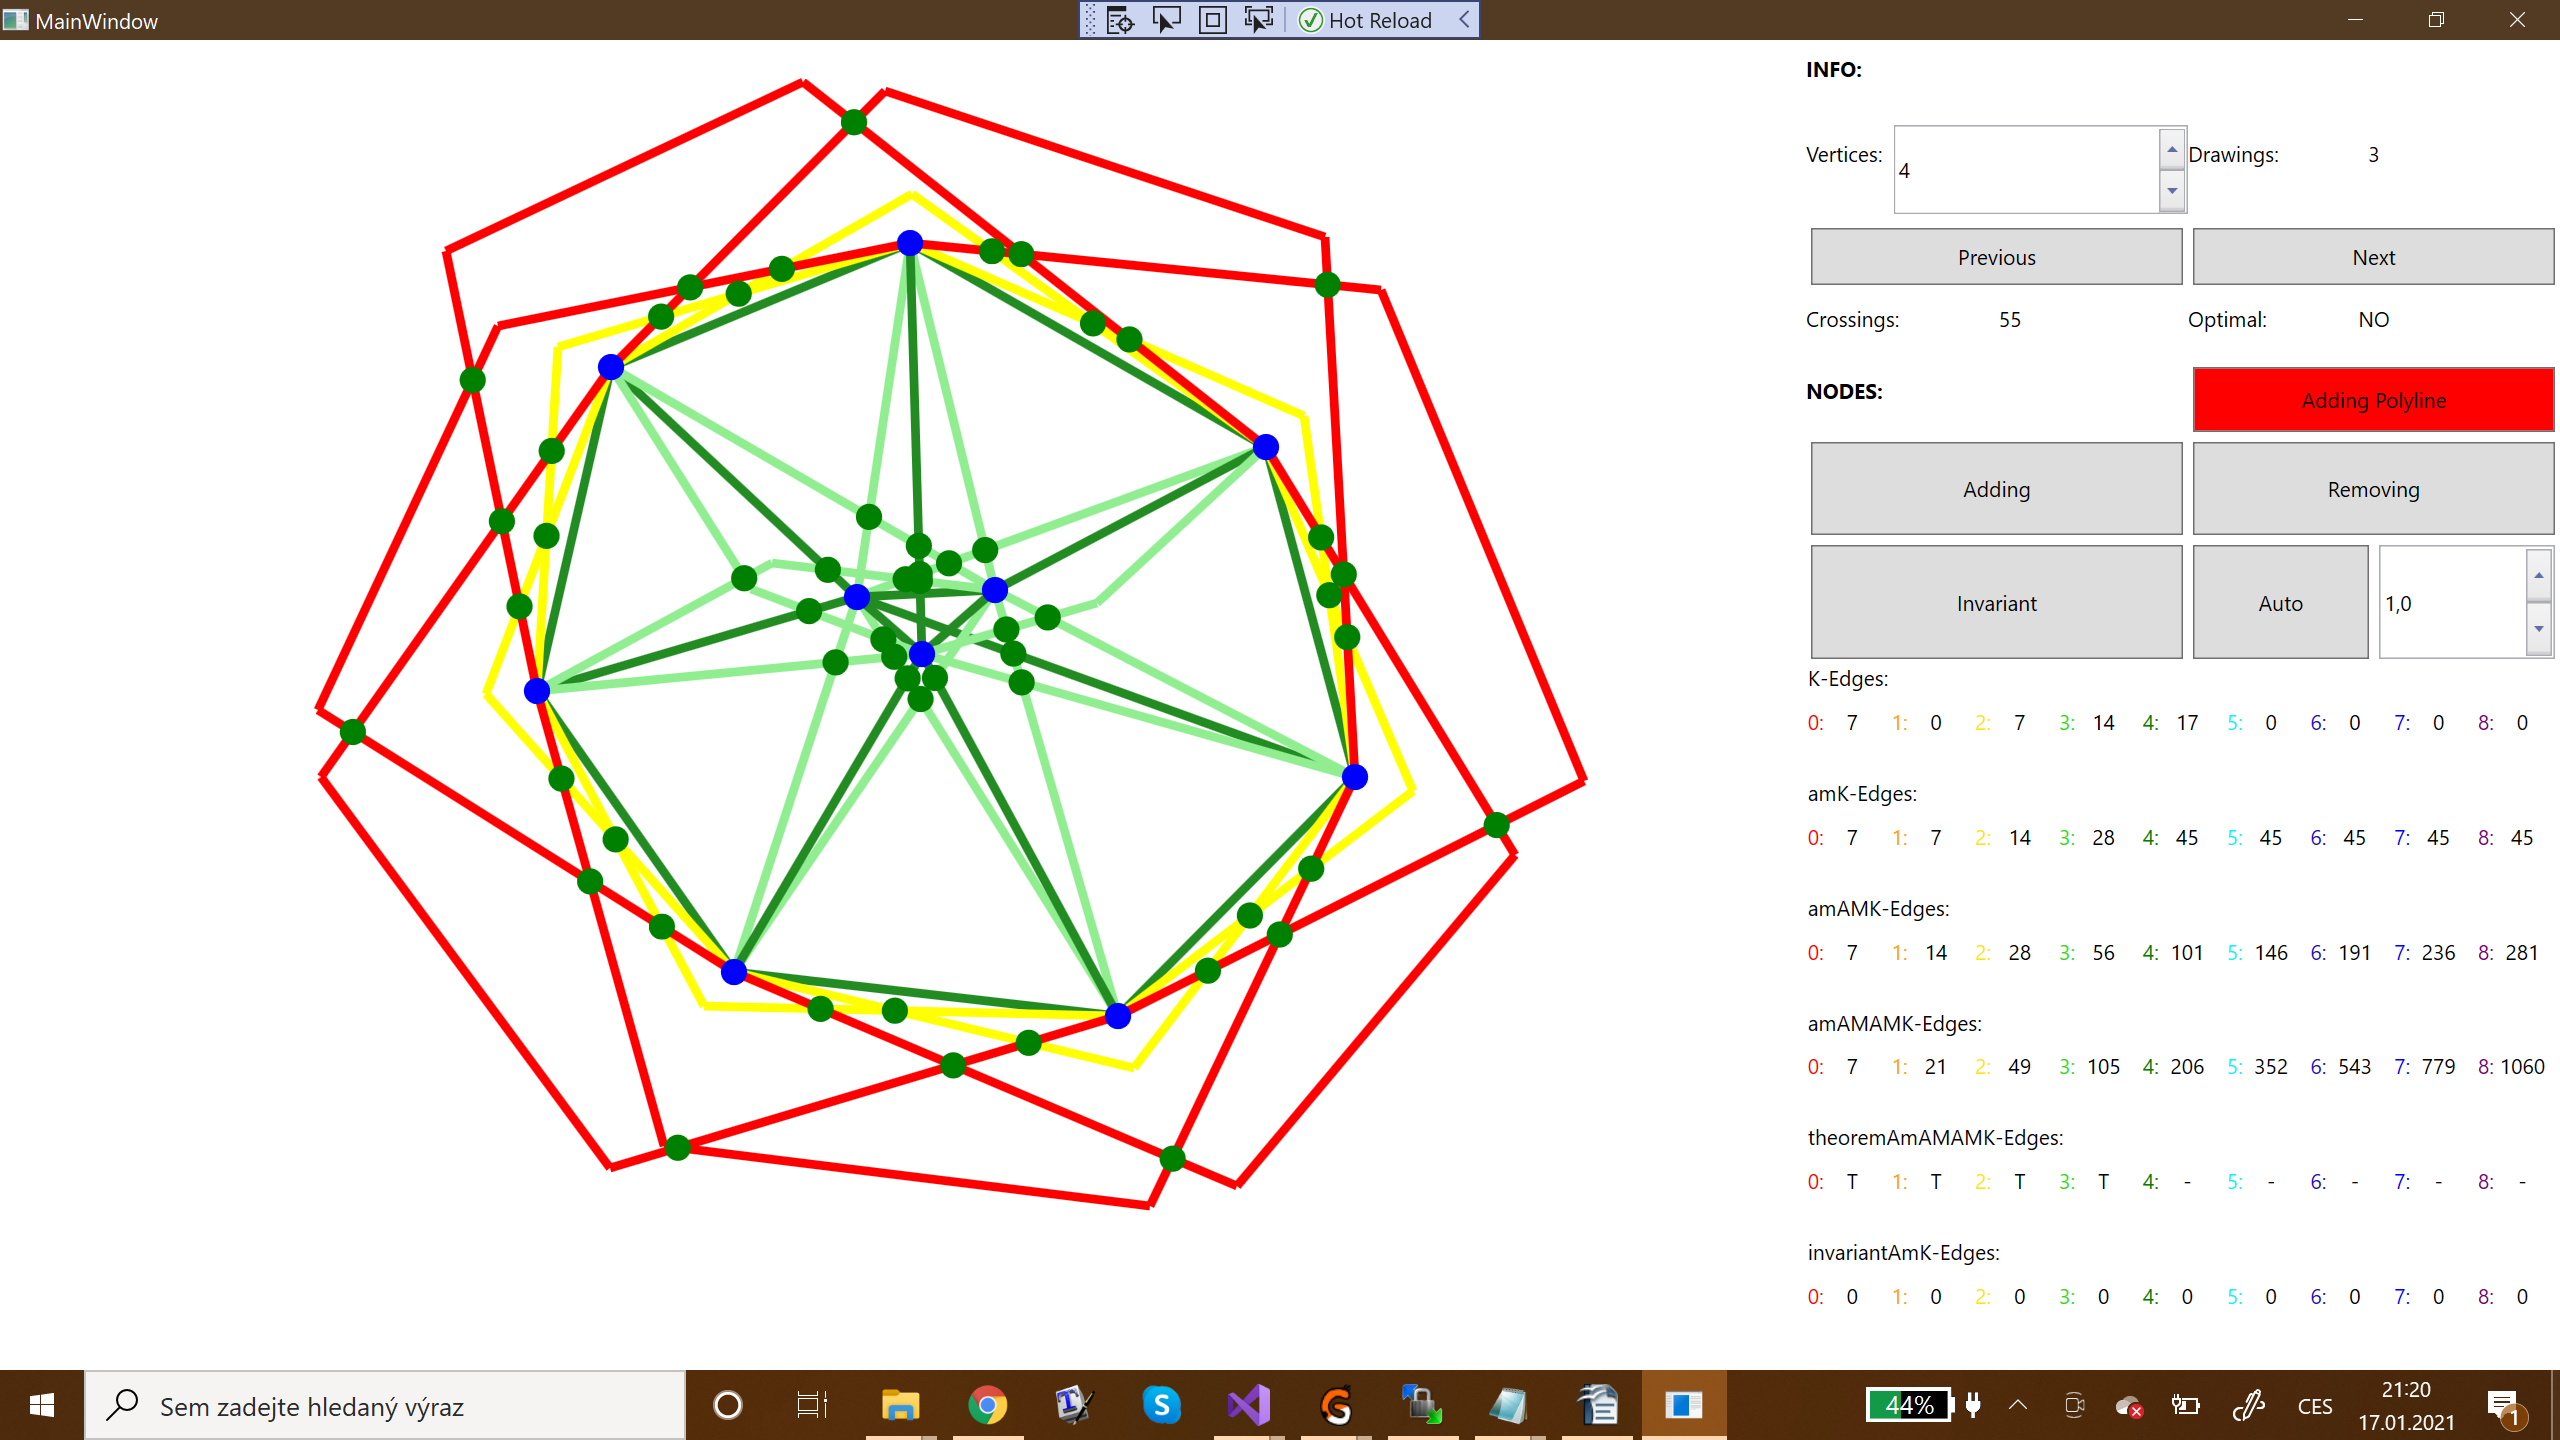 MainWindow
Hot Reload
INFO:
Vertices: 4 Drawings: 3
Previous Next
Crossings: 55 Optimal: NO
NODES: Adding Polyline
Adding Removing
Invariant Auto 1,0
K-Edges:
0: 7 1: 0 2: 7 3: 14 4: 17 5: 0 6: 0 7: 0 8: 0
amK-Edges:
0: 7 1: 7 2: 14 3: 28 4: 45 5: 45 6: 45 7: 45 8: 45
amAMK-Edges:
0: 7 1: 14 2: 28 3: 56 4: 101 5: 146 6: 191 7: 236 8: 281
amAMAMK-Edges:
0: 7 1: 21 2: 49 3: 105 4: 206 5: 352 6: 543 7: 779 8: 1060
theoremAmAMAMK-Edges:
0: T 1: T 2: T 3: T 4: - 5: - 6: - 7: - 8: -
invariantAmK-Edges:
0: 0 1: 0 2: 0 3: 0 4: 0 5: 0 6: 0 7: 0 8: 0
Sem zadejte hledaný výraz
44% CES 21:20
17.01.2021
1